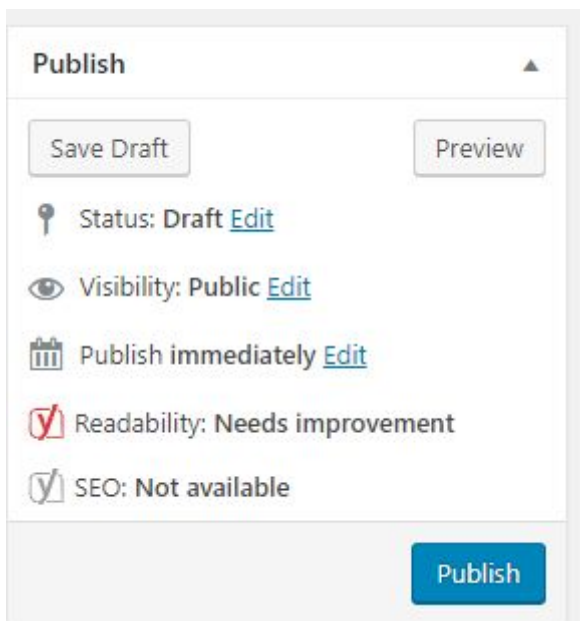 Publish
Save Draft Preview
Status: Draft Edit
Visibility: Public Edit
Publish immediately Edit
Readability: Needs improvement
SEO: Not available
Publish